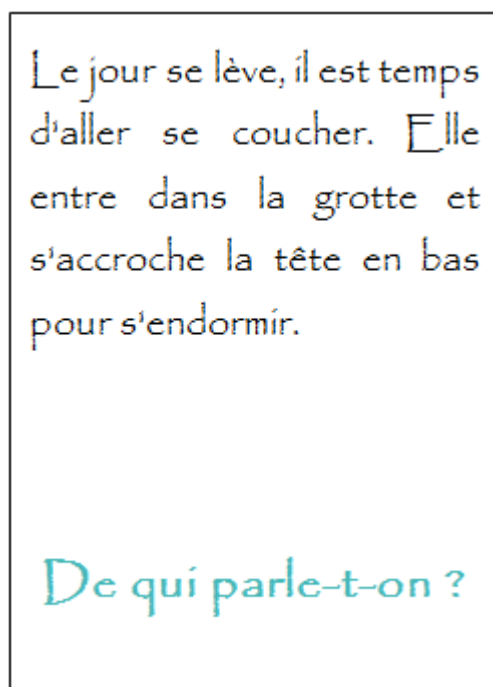 Le jour se lève, il est temps
d'aller se coucher. Elle
entre dans la grotte et
s'accroche la tête en bas
pour s'endormir.
De qui parle-t-on ?